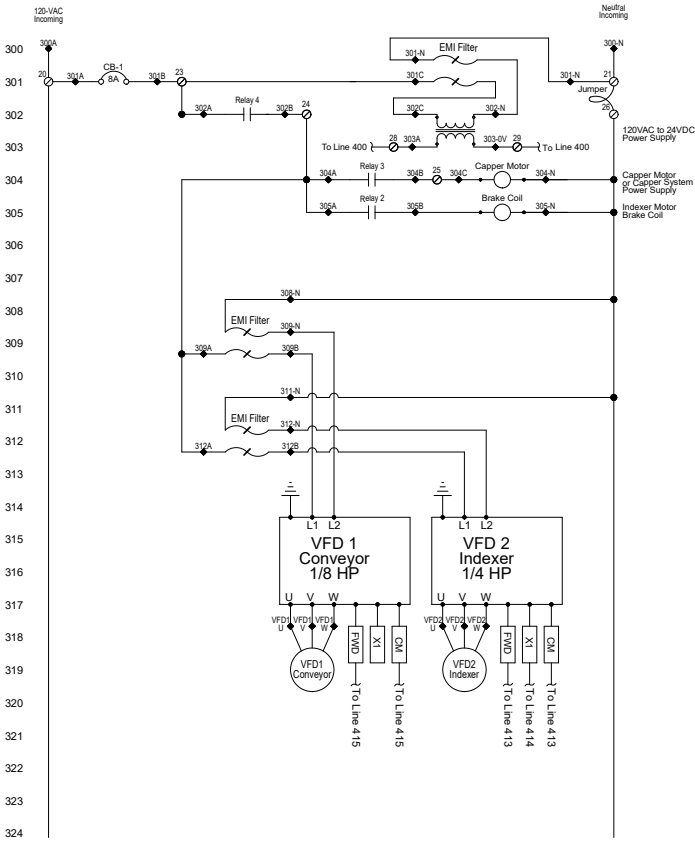 120-VAC
Incoming
Neutral
Incoming
300
300A
300-N
301-N
EMI Filter
301
20
301A
CB-1
8A
301B
23
301C
301-N
21
Jumper
26
302
302A
Relay 4
302B
24
302C
302-N
120VAC to 24VDC
Power Supply
303
To Line 400
28
303A
303-0V
29
To Line 400
304
304A
Relay 3
304B
25
304C
Capper Motor
304-N
Capper Motor
or Capper System
Power Supply
305
305A
Relay 2
305B
Brake Coil
305-N
Indexer Motor
Brake Coil
306
307
308-N
308
EMI Filter
309-N
309
309A
309B
310
311-N
311
EMI Filter
312-N
312
312A
312B
313
314
L1 L2
L1 L2
315
VFD 1
Conveyor
1/8 HP
VFD 2
Indexer
1/4 HP
316
U V W
U V W
317
VFD1
U
VFD1
V
VFD1
W
VFD2
U
VFD2
V
VFD2
W
318
FWD
X1
CM
FWD
X1
CM
319
VFD1
Conveyor
VFD2
Indexer
To Line 415
To Line 415
To Line 413
To Line 414
To Line 413
320
321
322
323
324